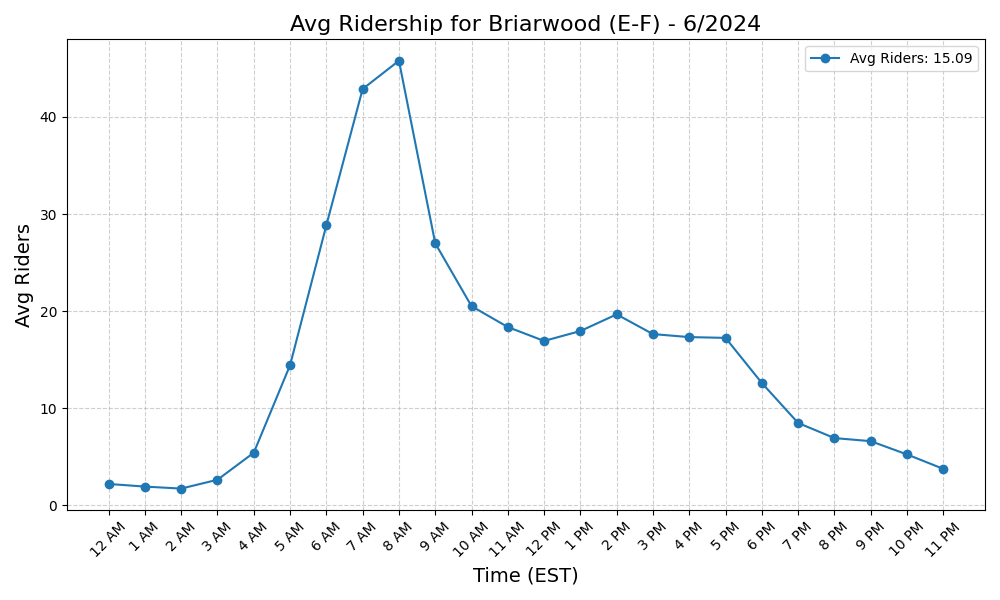 Avg Ridership for Briarwood (E-F) - 6/2024
Avg Riders: 15.09
Avg Riders
40
30
20
10
0
12 AM
1 AM
2 AM
3 AM
4 AM
5 AM
6 AM
7 AM
8 AM
9 AM
10 AM
11 AM
12 PM
1 PM
2 PM
3 PM
4 PM
5 PM
6 PM
7 PM
8 PM
9 PM
10 PM
11 PM
Time (EST)